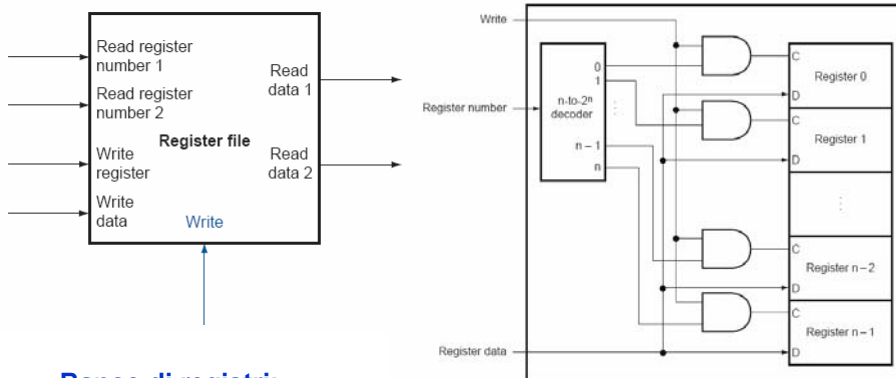 Read register
number 1
Read
data 1
Read register
number 2
Register file
Write
register
Read
data 2
Write
data
Write
Write
Register number
n-to-2ⁿ
decoder
0
1
n – 1
n
C
Register 0
D
C
Register 1
D
C
Register n – 2
D
C
Register n – 1
D
Register data